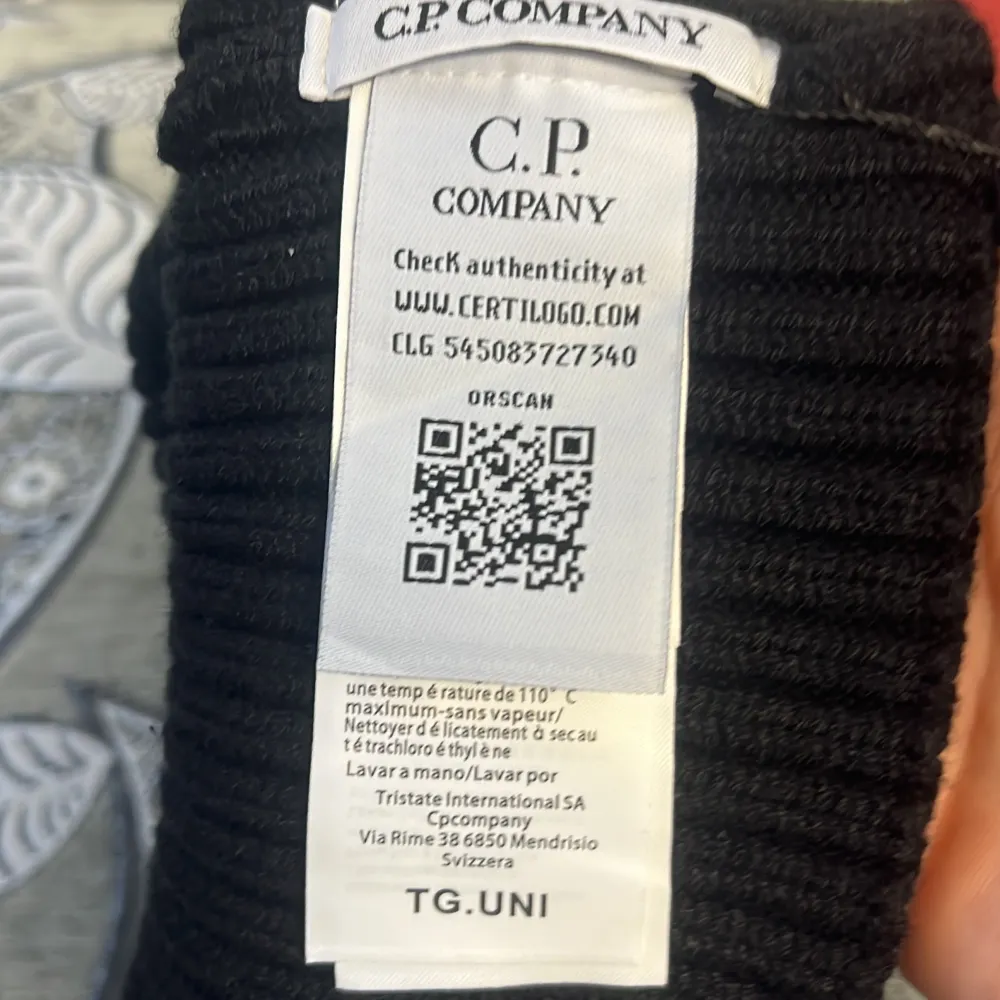 C.P. COMPANY
C.P.
COMPANY
Check authenticity at
WWW.CERTILOGO.COM
CLG 545083727340
ORSCAN
une temp é rature de 110° C
maxImum-sans vapeur/
Nettoyer d é licatement à sec au
t é trachloro é thyl è ne
Lavar a mano/Lavar por
Tristate International SA
Cpcompany
Via Rime 38 6850 Mendrisio
Svizzera
TG.UNI